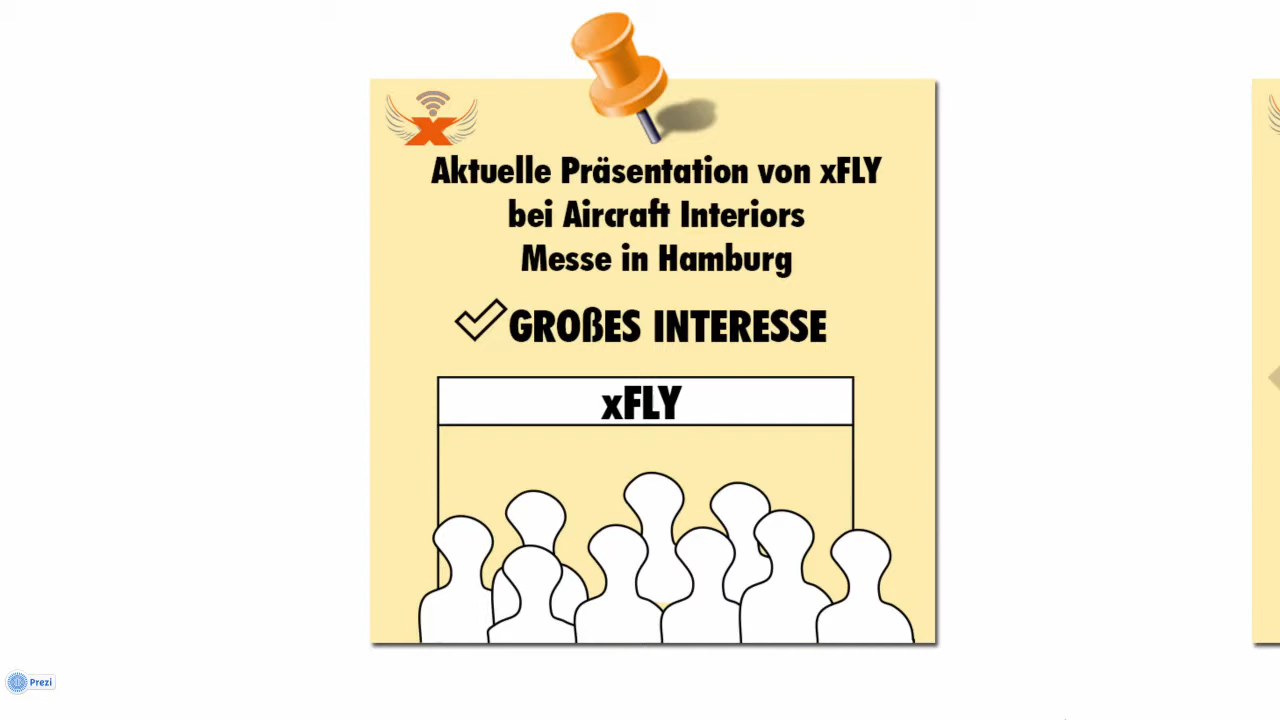 Aktuelle Präsentation von xFLY
bei Aircraft Interiors
Messe in Hamburg
GROßES INTERESSE
xFLY
Prezi